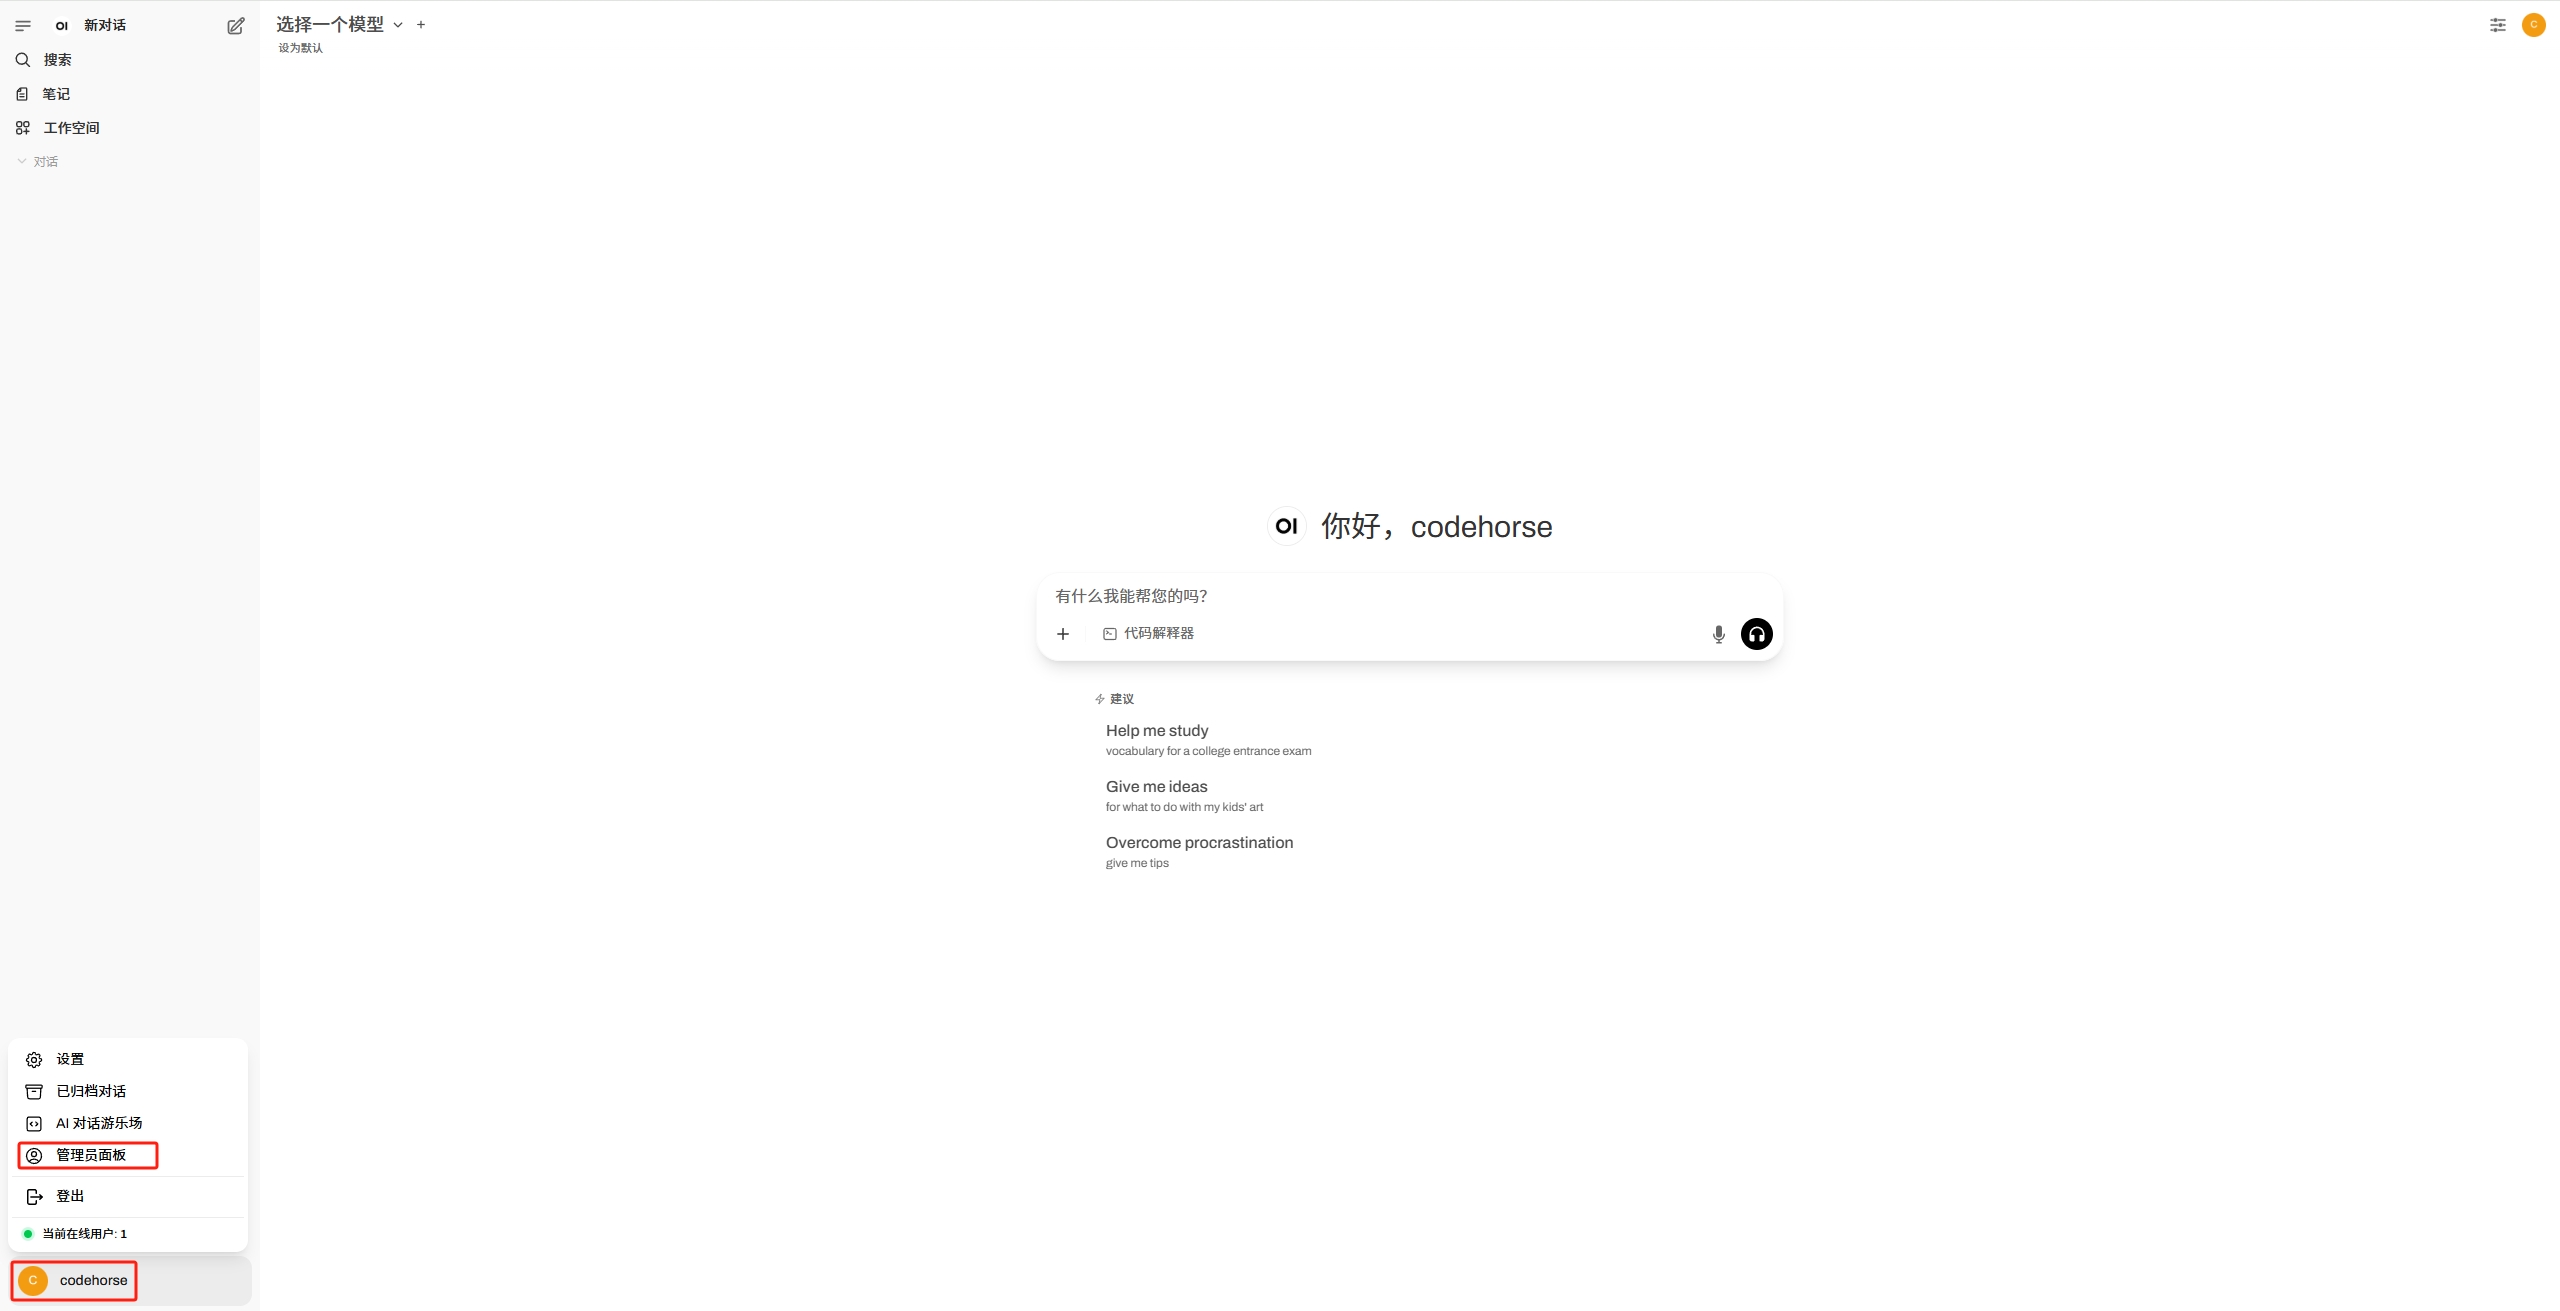 OI 新对话
搜索
笔记
工作空间
对话
选择一个模型
设为默认
C
OI 你好，codehorse
有什么我能帮您的吗？
代码解释器
建议
Help me study
vocabulary for a college entrance exam
Give me ideas
for what to do with my kids' art
Overcome procrastination
give me tips
设置
已归档对话
AI 对话游乐场
管理员面板
登出
当前在线用户: 1
C codehorse